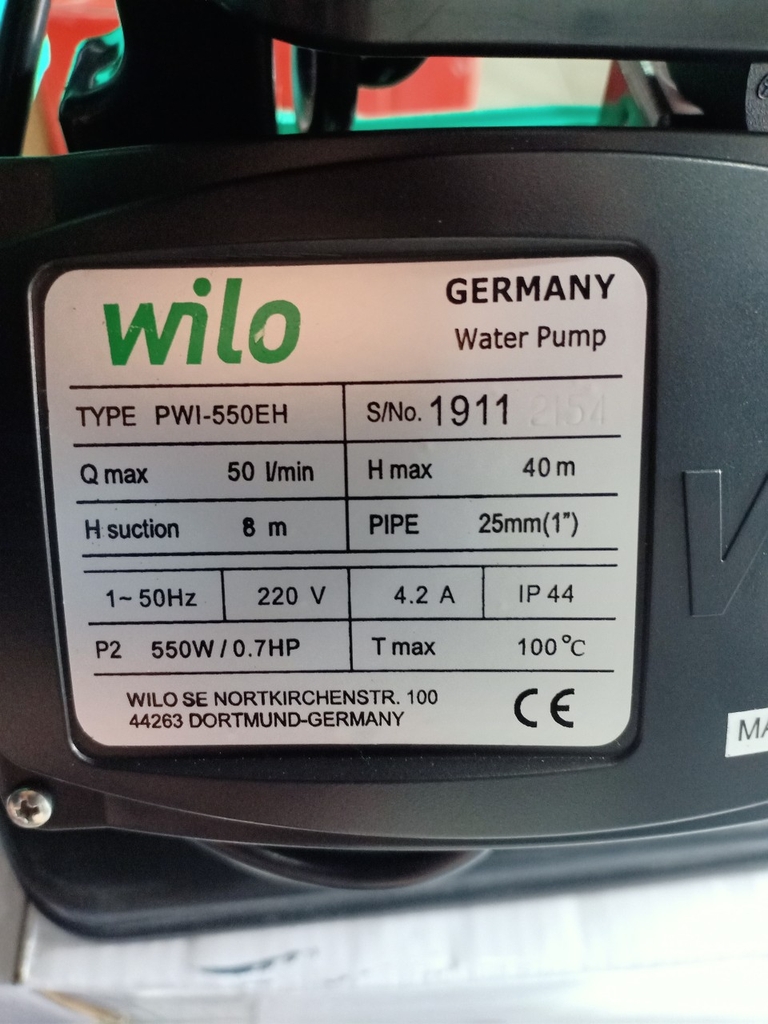 wilo
GERMANY
Water Pump
TYPE PWI-550EH
S/No. 1911 2154
Q max 50 l/min
H max 40 m
H suction 8 m
PIPE 25mm(1")
1~ 50Hz 220 V 4.2 A IP 44
P2 550W / 0.7HP
T max 100°C
WILO SE NORTKIRCHENSTR. 100
44263 DORTMUND-GERMANY
CE